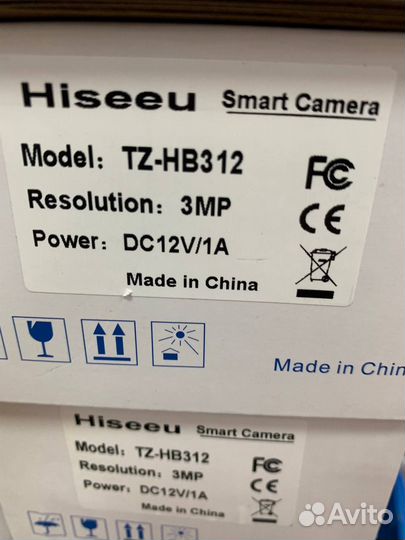 Hiseeu Smart Camera
Model: TZ-HB312
Resolution: 3MP
Power: DC12V/1A
FC
CE
Made in China
Made in Chin
Hiseeu Smart Camera
Model: TZ-HB312
Resolution: 3MP
Power: DC12V/1A
FC
CE
Made in China
Avito